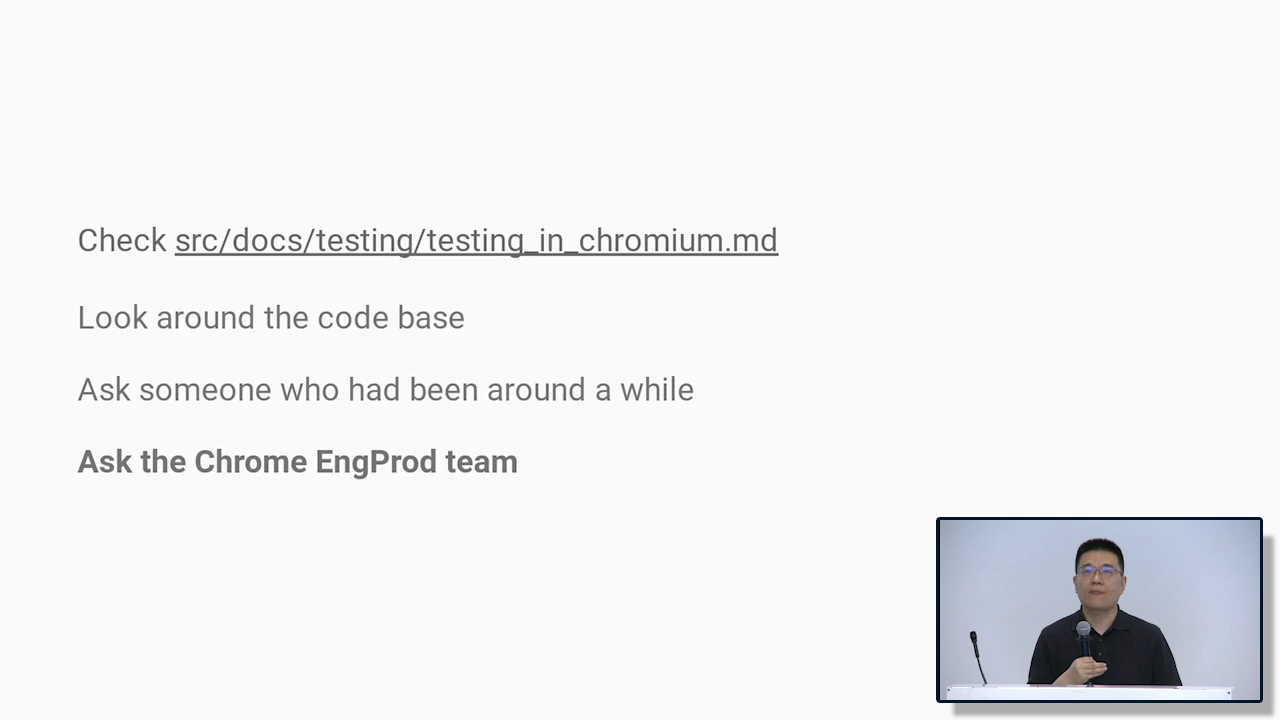 Check src/docs/testing/testing_in_chromium.md
Look around the code base
Ask someone who had been around a while
Ask the Chrome EngProd team